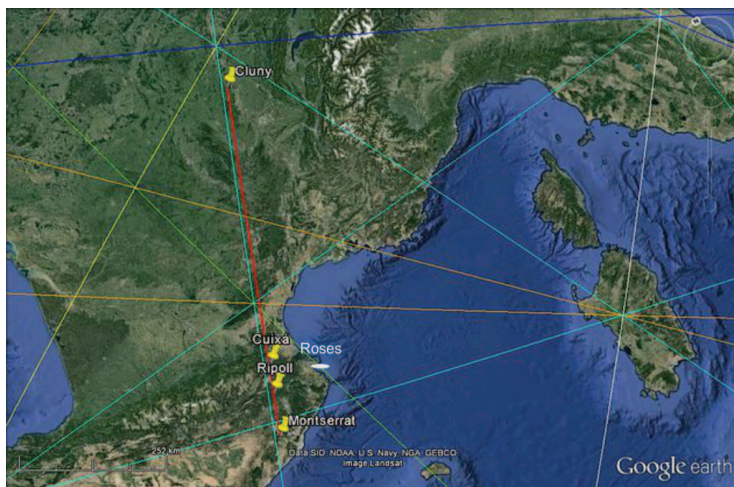 Cluny
Cuixa
Roses
Ripoll
Montserrat
252 km
Data SIO, NOAA, U.S. Navy, NGA, GEBCO
Image Landsat
Google earth